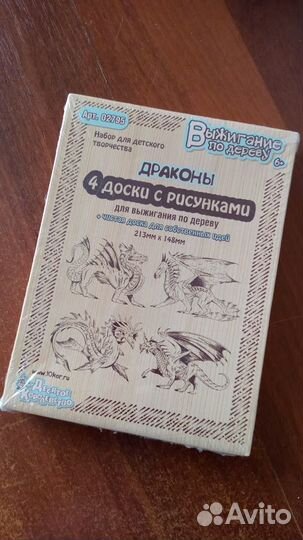 Арт. 02795
Выжигание
по дереву
6+
Набор для детского
творчества
ДРАКОНЫ
4 доски с рисунками
для выжигания по дереву
+ чистая доска для собственных идей
213мм х 148мм
www.10kor.ru
Десятое
Королевство
Avito